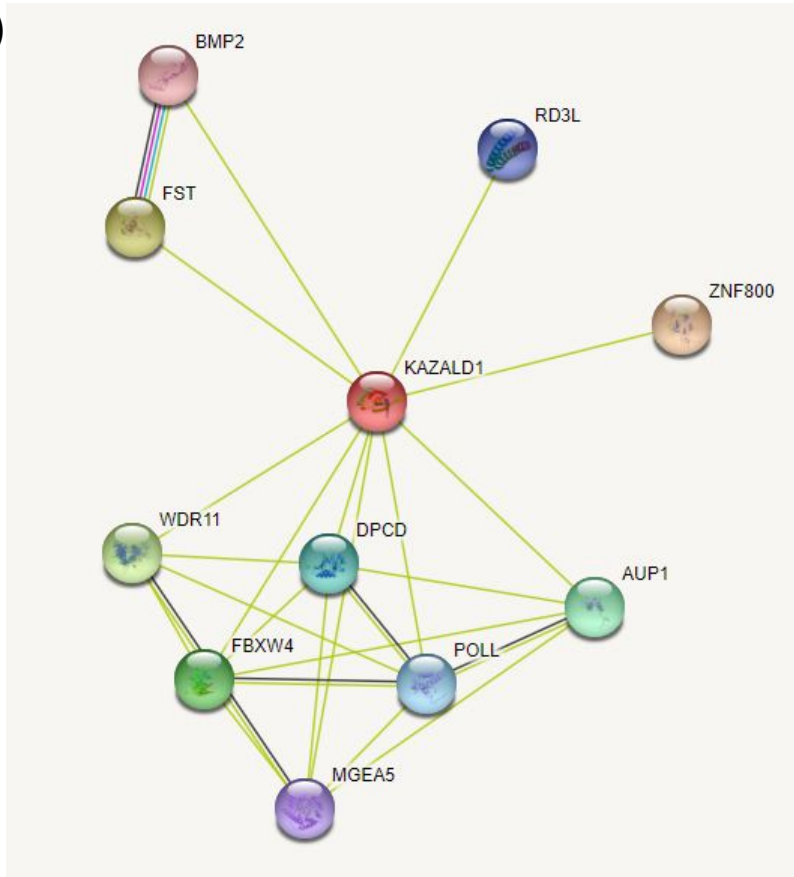 )
BMP2
RD3L
FST
ZNF800
KAZALD1
WDR11
DPCD
AUP1
FBXW4
POLL
MGEA5